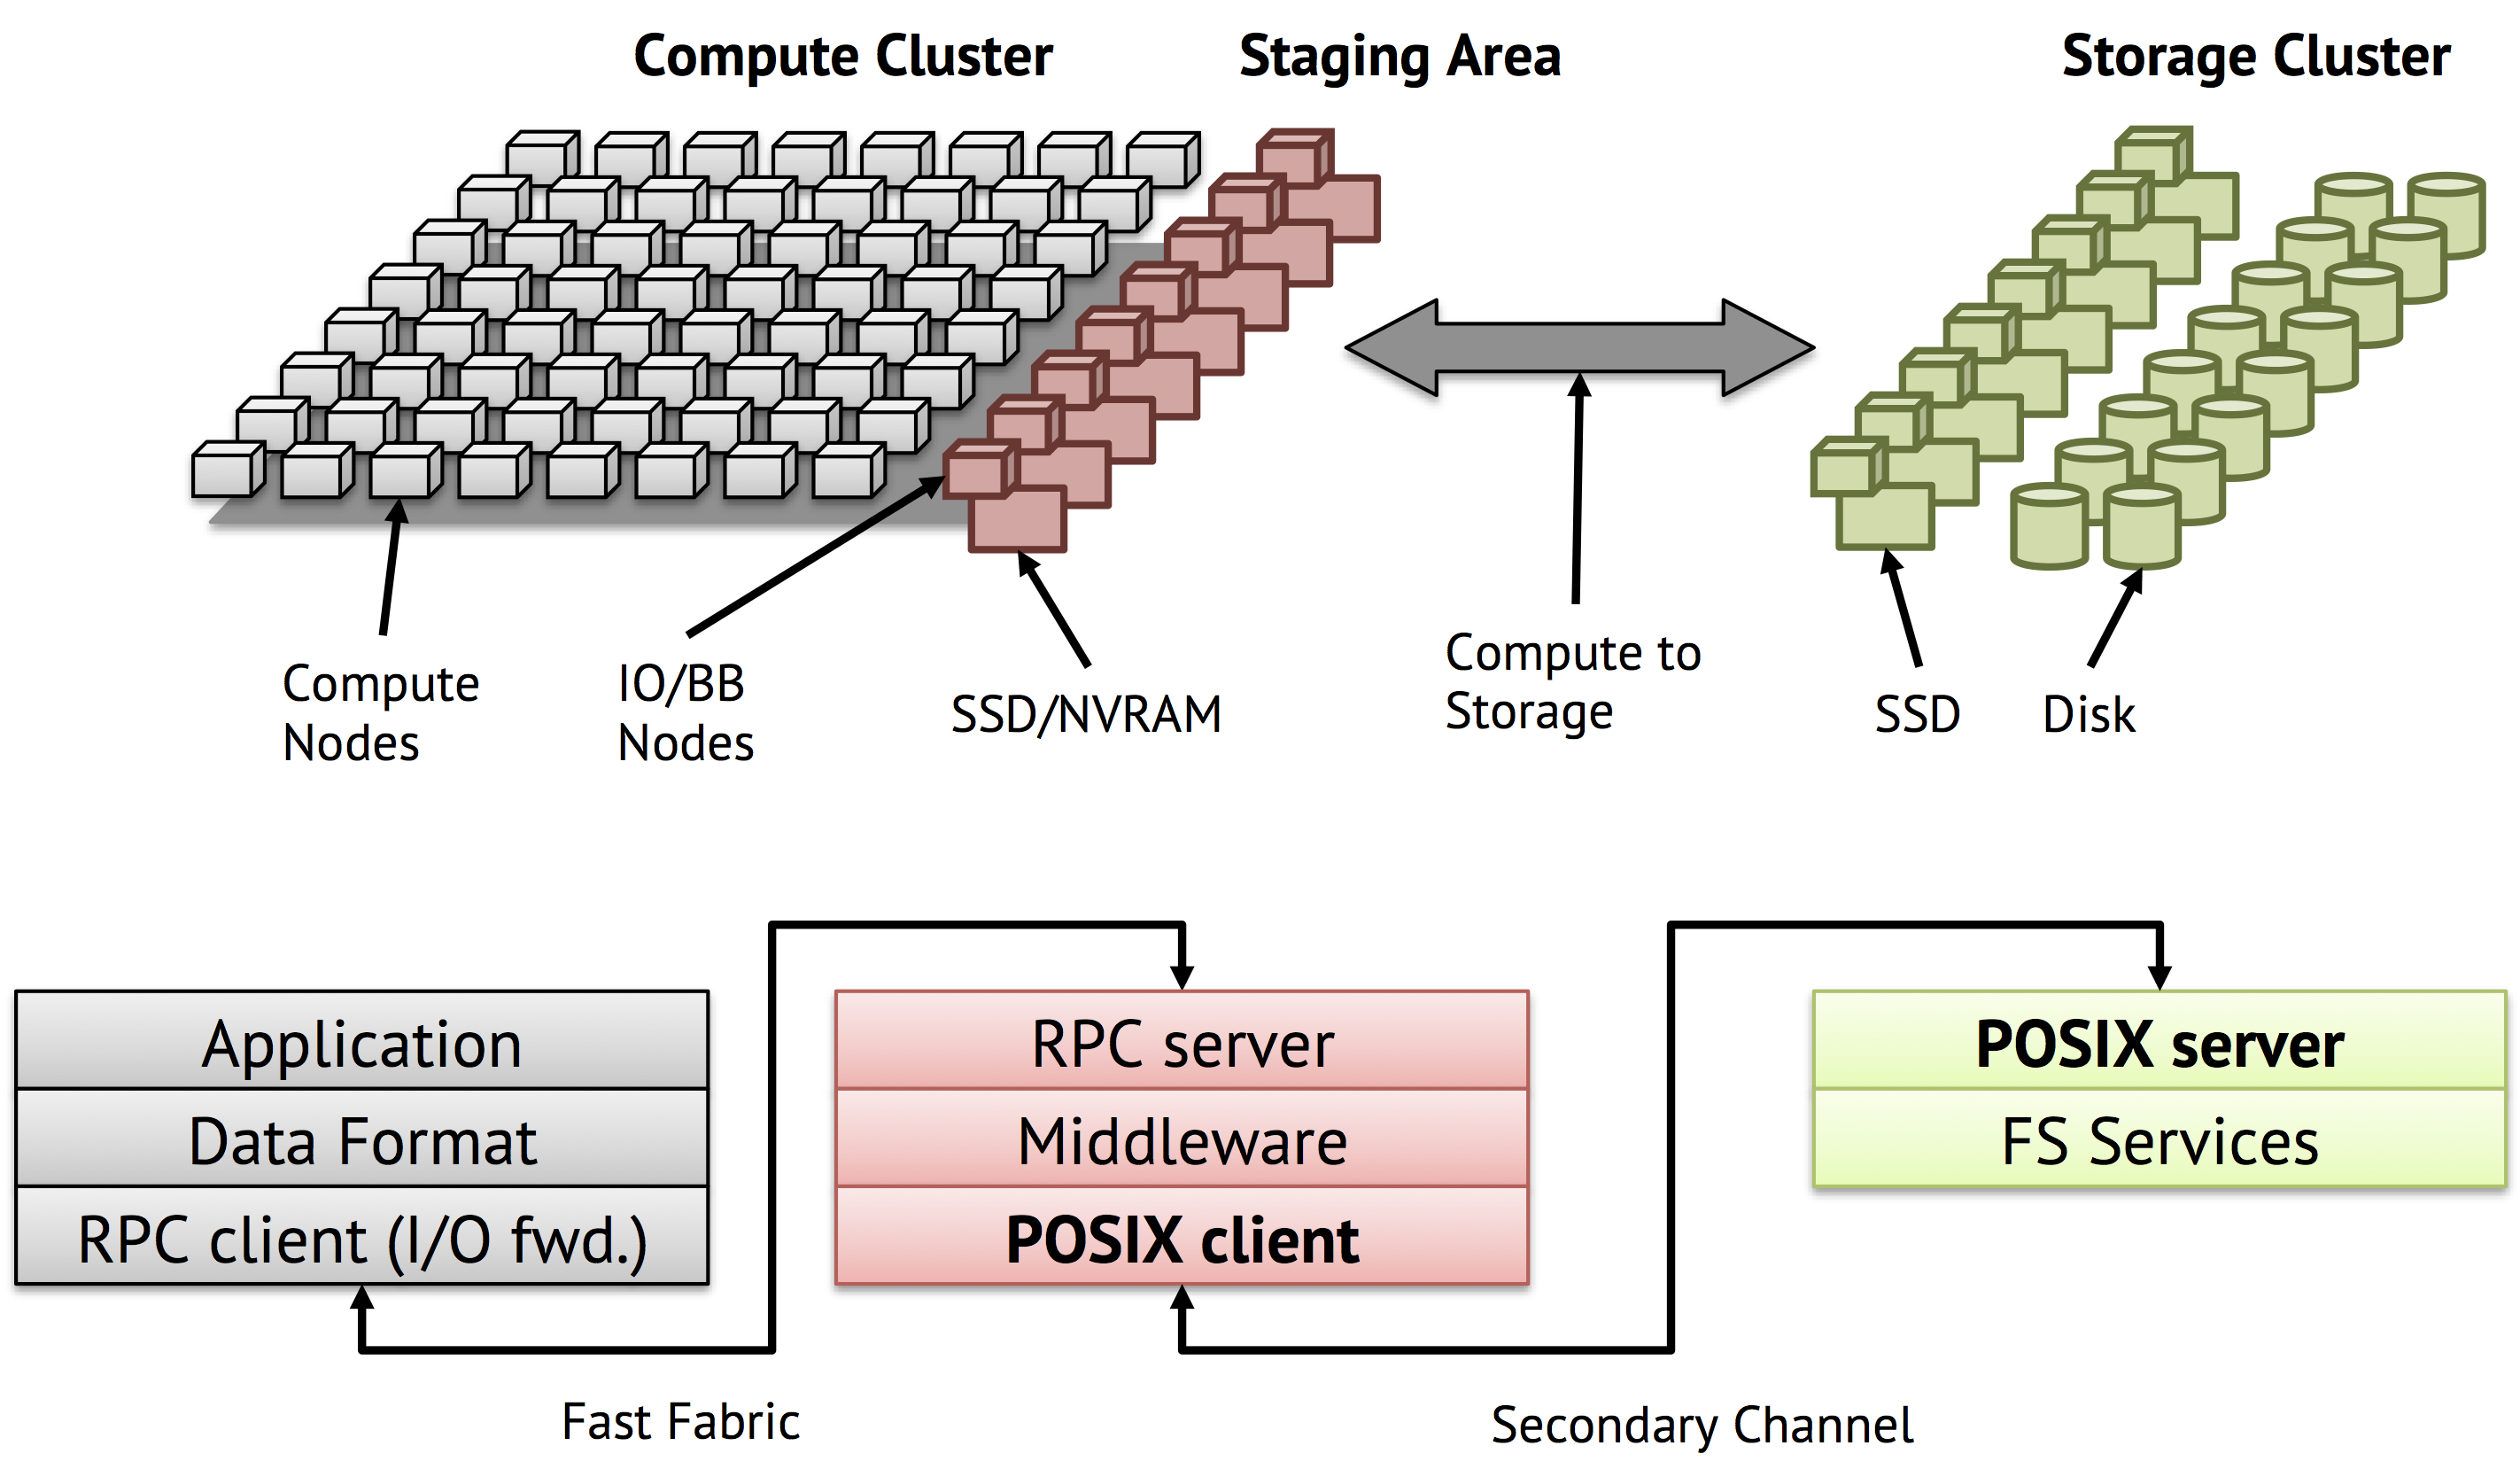 Compute Cluster
Staging Area
Storage Cluster
Compute
Nodes
IO/BB
Nodes
SSD/NVRAM
Compute to
Storage
SSD
Disk
Application
Data Format
RPC client (I/O fwd.)
RPC server
Middleware
POSIX client
POSIX server
FS Services
Fast Fabric
Secondary Channel